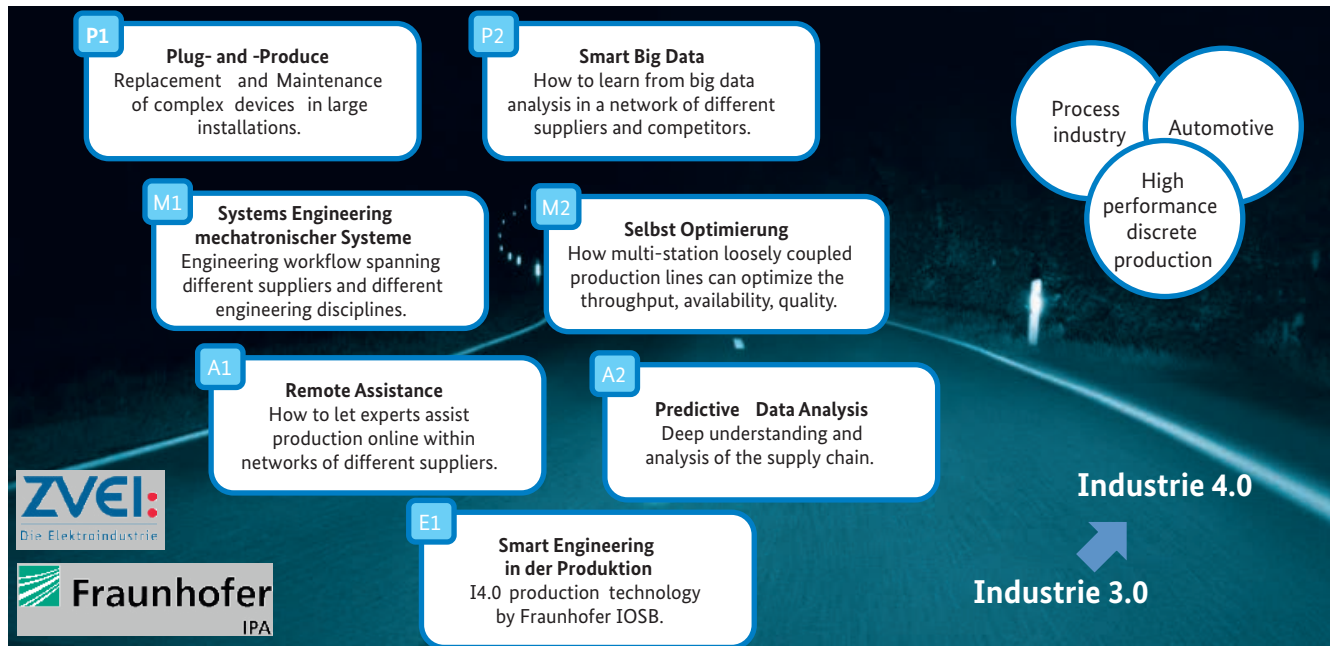 P1
Plug- and -Produce
Replacement and Maintenance
of complex devices in large
installations.
P2
Smart Big Data
How to learn from big data
analysis in a network of different
suppliers and competitors.
Process
industry
Automotive
High
performance
discrete
production
M1
Systems Engineering
mechatronischer Systeme
Engineering workflow spanning
different suppliers and different
engineering disciplines.
M2
Selbst Optimierung
How multi-station loosely coupled
production lines can optimize the
throughput, availability, quality.
A1
Remote Assistance
How to let experts assist
production online within
networks of different suppliers.
A2
Predictive Data Analysis
Deep understanding and
analysis of the supply chain.
E1
Smart Engineering
in der Produktion
I4.0 production technology
by Fraunhofer IOSB.
ZVEI:
Die Elektroindustrie
Fraunhofer
IPA
Industrie 4.0
Industrie 3.0